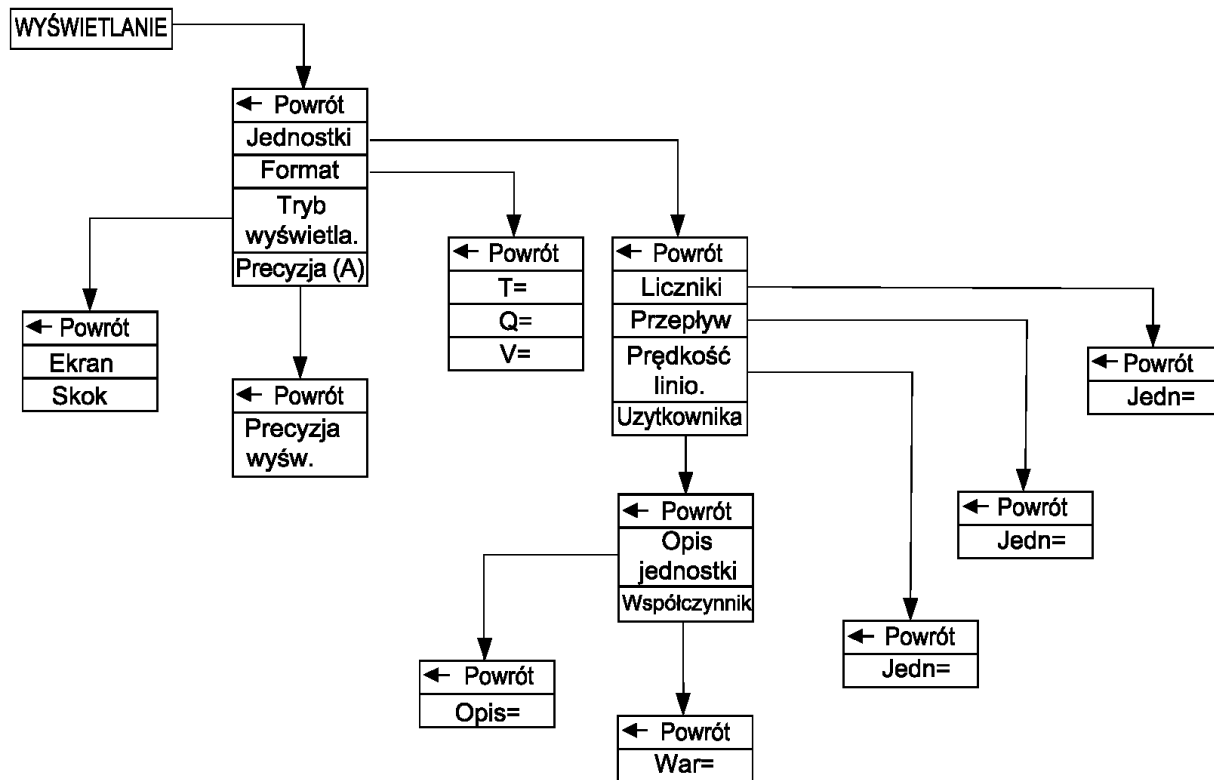 WYŚWIETLANIE
← Powrót
Jednostki
Format
Tryb
wyświetla.
Precyzja (A)
← Powrót
Ekran
Skok
← Powrót
Precyzja
wyśw.
← Powrót
T=
Q=
V=
← Powrót
Liczniki
Przepływ
Prędkość
linio.
Uzytkownika
← Powrót
Jedn=
← Powrót
Jedn=
← Powrót
Jedn=
← Powrót
Opis
jednostki
Współczynnik
← Powrót
Opis=
← Powrót
War=